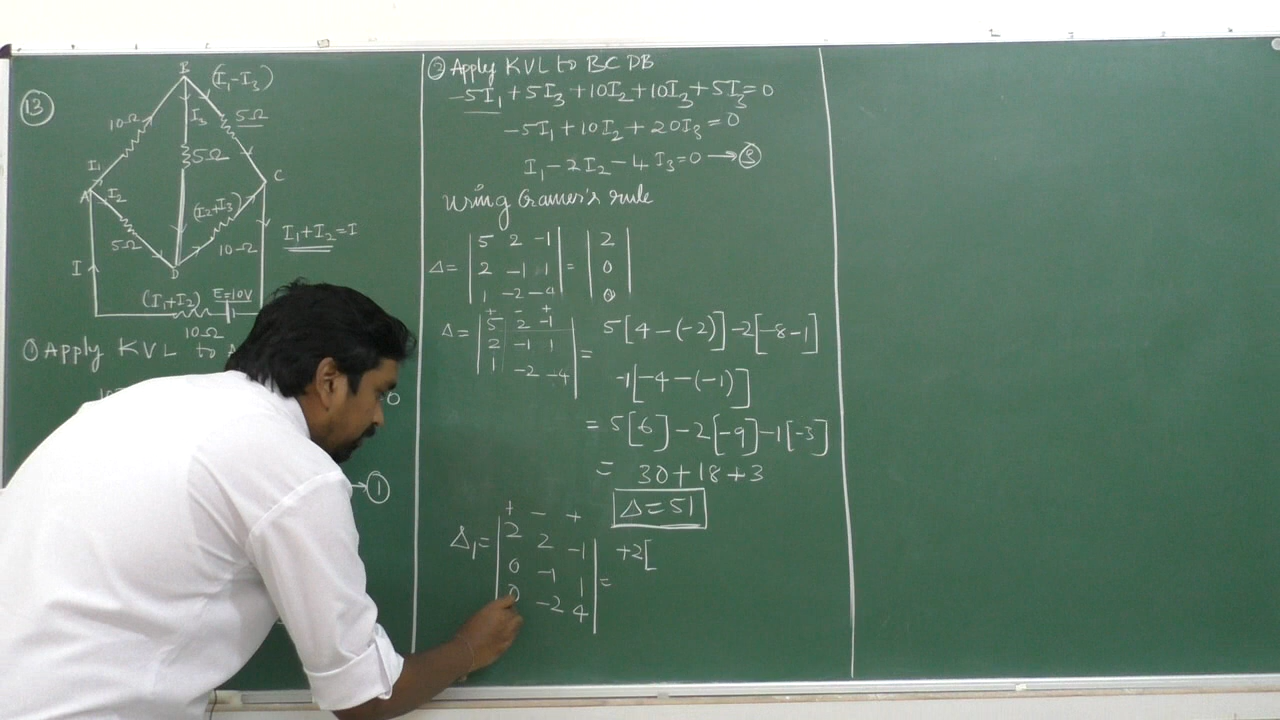 13
B
(I₁-I₃)
10Ω
I₃
5Ω
5Ω
I₁
A
I₂
C
(I₂+I₃)
5Ω
10Ω
D
I₁+I₂=I
I
(I₁+I₂)
E=10V
10Ω
① Apply KVL to A
10
0
→①
② Apply KVL to BCDB
-5I₁+5I₃+10I₂+10I₃+5I₃=0
-5I₁+10I₂+20I₃=0
I₁-2I₂-4I₃=0→③
Using Cramer's rule
5 2 -1
Δ= | 2 -1 1 | = | 2 0 0 |
1 -2 -4
+ - +
Δ= | 5 2 -1 | = 5[4-(-2)]-2[-8-1]
2 -1 1
1 -2 -4
-1[-4-(-1)]
= 5[6]-2[-9]-1[-3]
= 30+18+3
Δ=51
+ - +
Δ₁= | 2 2 -1 | = +2[
0 -1 1
0 -2 4